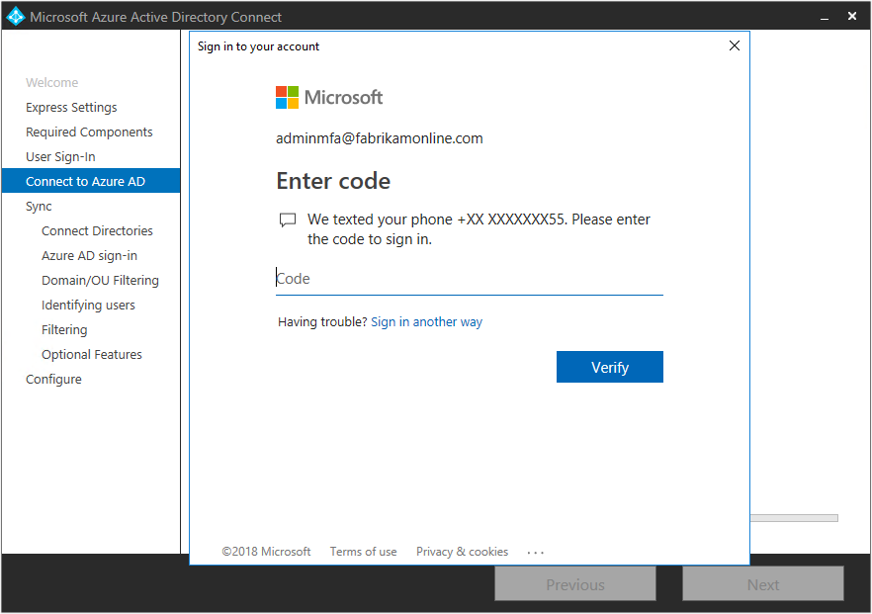 Microsoft Azure Active Directory Connect
Welcome
Express Settings
Required Components
User Sign-In
Connect to Azure AD
Sync
Connect Directories
Azure AD sign-in
Domain/OU Filtering
Identifying users
Filtering
Optional Features
Configure
Sign in to your account
Microsoft
adminmfa@fabrikamonline.com
Enter code
We texted your phone +XX XXXXXXX55. Please enter
the code to sign in.
Code
Having trouble? Sign in another way
Verify
©2018 Microsoft Terms of use Privacy & cookies ...
Previous Next